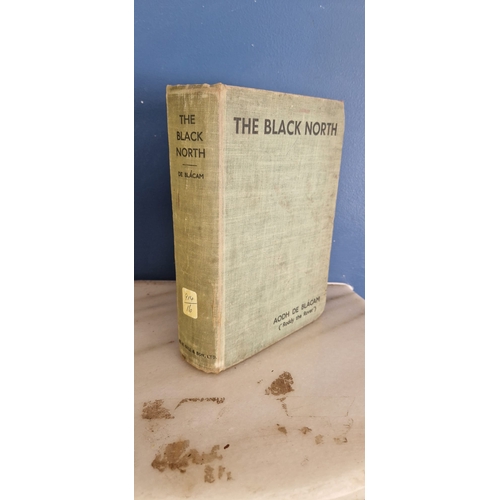 THE
BLACK
NORTH
DE BLÁCAM
THE BLACK NORTH
AODH DE BLÁCAM
("Roddy the Rover")